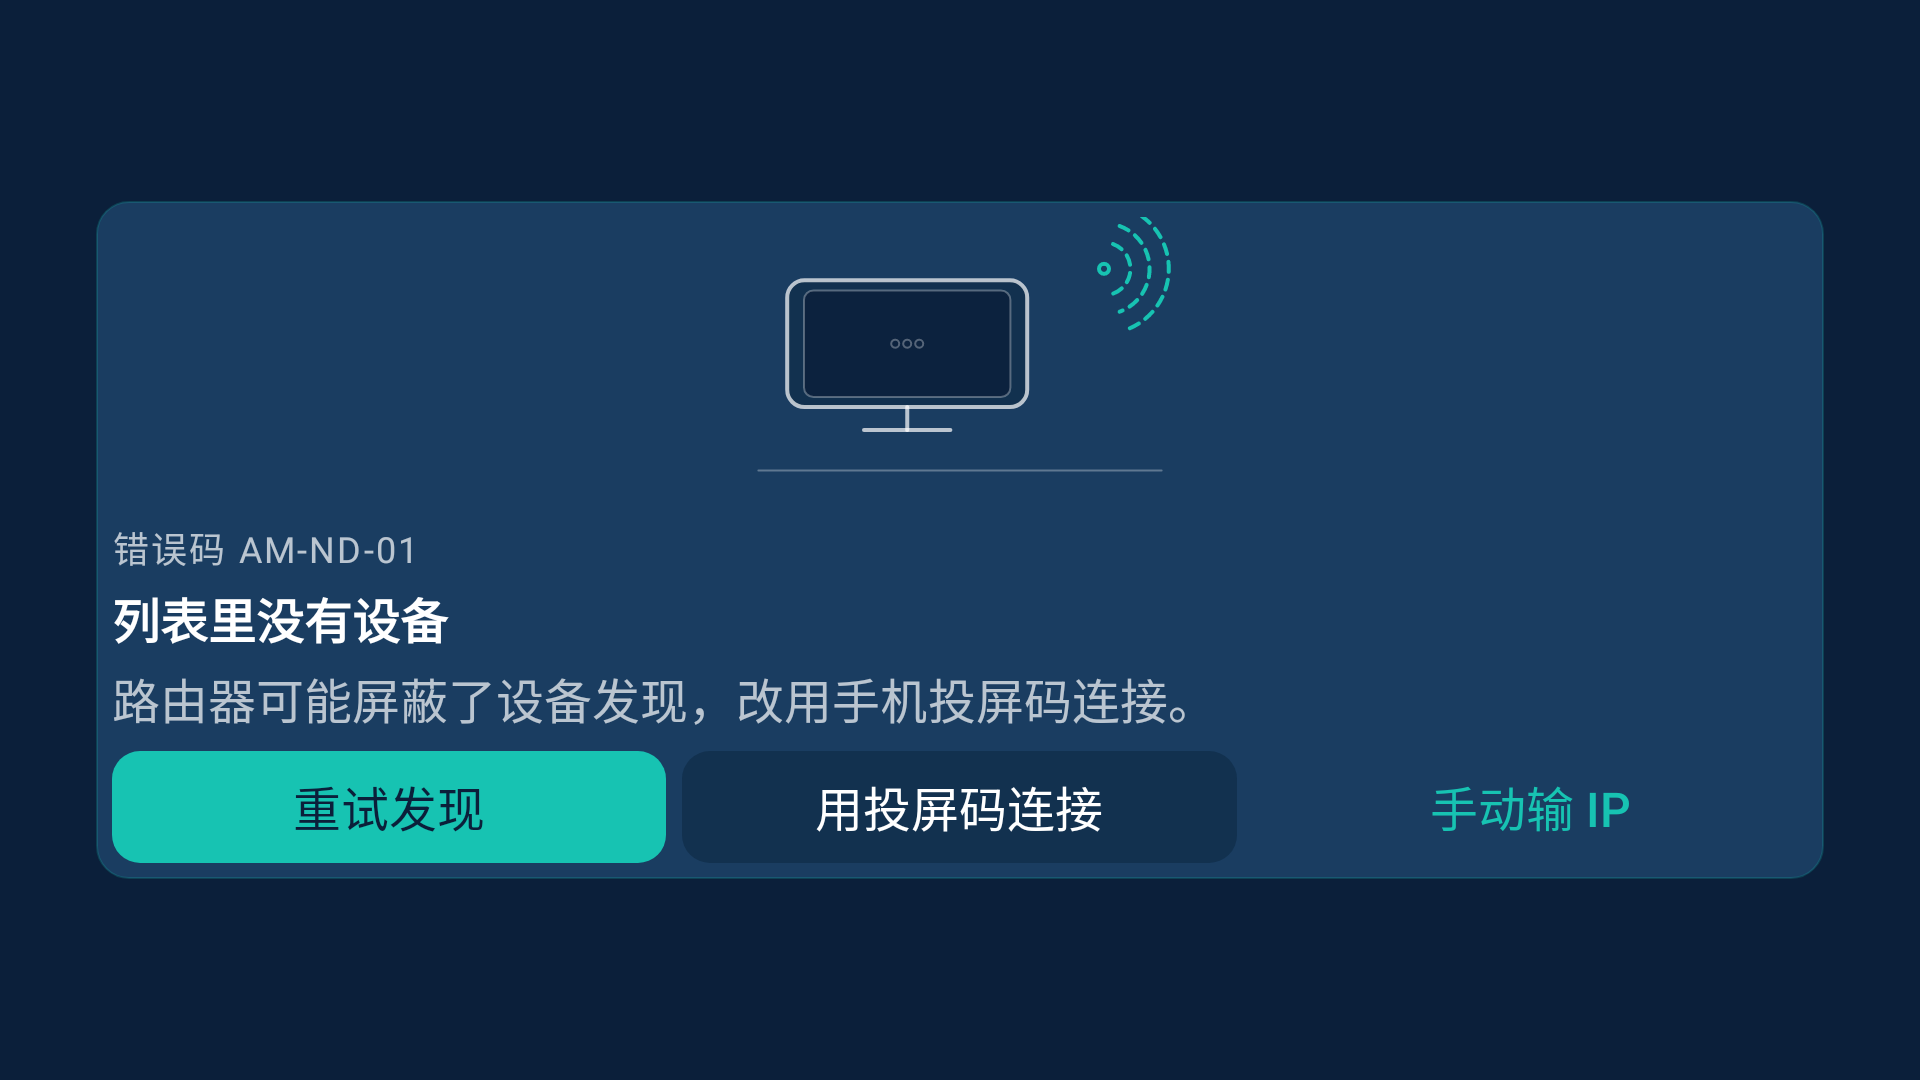 错误码 AM-ND-01
列表里没有设备
路由器可能屏蔽了设备发现，改用手机投屏码连接。
重试发现
用投屏码连接
手动输 IP